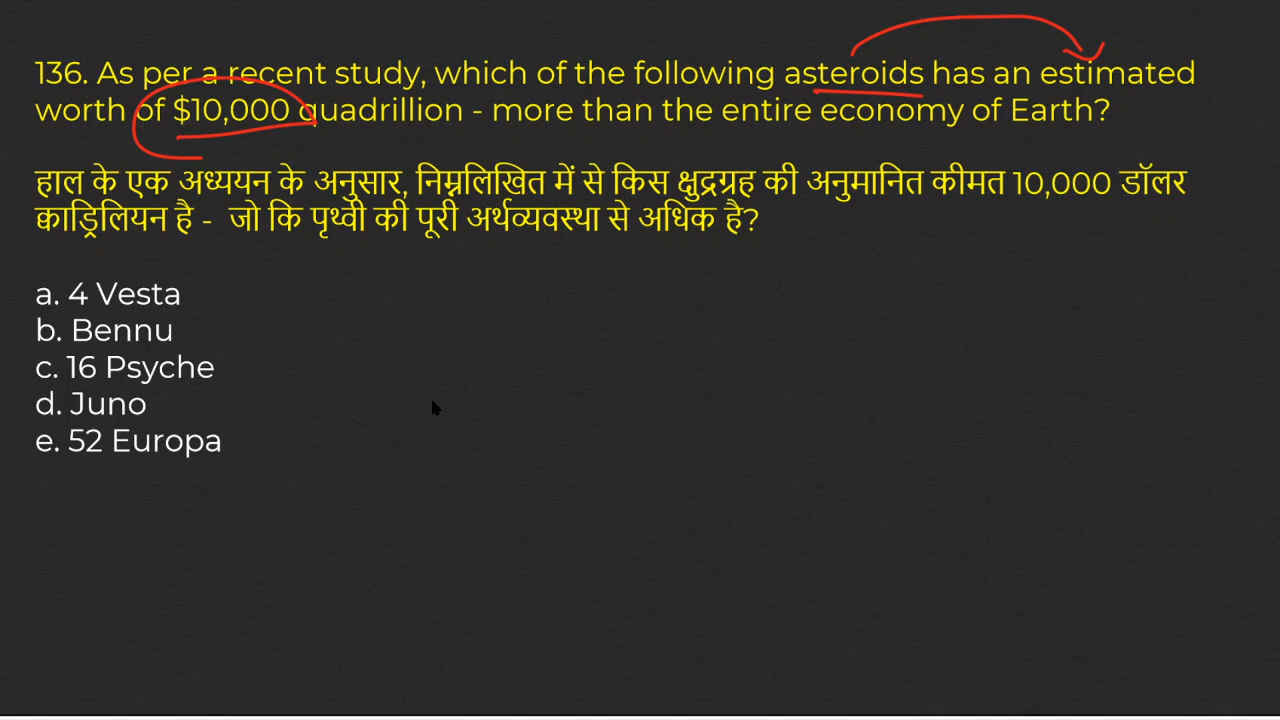 136. As per a recent study, which of the following asteroids has an estimated
worth of $10,000 quadrillion - more than the entire economy of Earth?
हाल के एक अध्ययन के अनुसार, निम्नलिखित में से किस क्षुद्रग्रह की अनुमानित कीमत 10,000 डॉलर
क्वाड्रिलियन है - जो कि पृथ्वी की पूरी अर्थव्यवस्था से अधिक है?
a. 4 Vesta
b. Bennu
c. 16 Psyche
d. Juno
e. 52 Europa